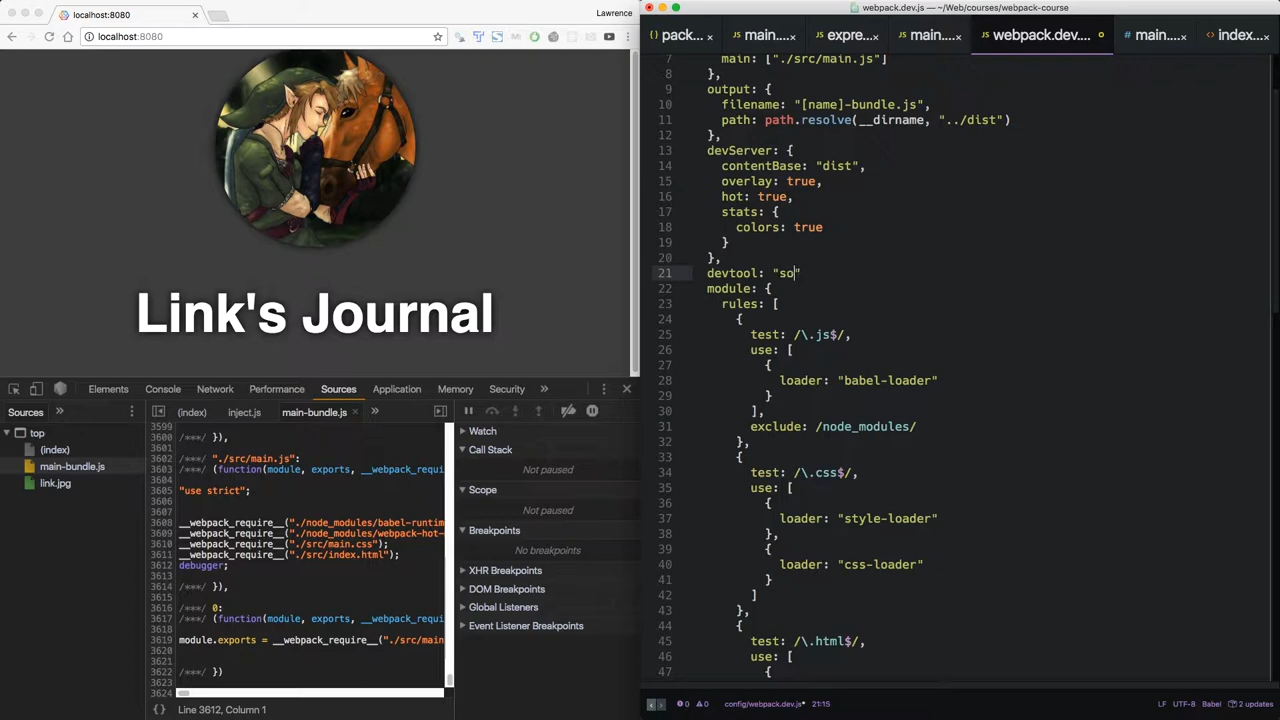 localhost:8080
Lawrence
localhost:8080
Link's Journal
Elements Console Network Performance Sources Application Memory Security »
Sources » (index) inject.js main-bundle.js »
top
(index)
main-bundle.js
link.jpg
3599
3600 /***/ }),
3601
3602 /***/ "./src/main.js":
3603 /***/ (function(module, exports, __webpack_requi
3604
3605 "use strict";
3606
3607
3608 __webpack_require__("./node_modules/babel-runtim
3609 __webpack_require__("./node_modules/webpack-hot-
3610 __webpack_require__("./src/main.css");
3611 __webpack_require__("./src/index.html");
3612 debugger;
3613
3614 /***/ }),
3615
3616 /***/ 0:
3617 /***/ (function(module, exports, __webpack_requi
3618
3619 module.exports = __webpack_require__("./src/main
3620
3621
3622 /***/ })
3623
3624
{} Line 3612, Column 1
Watch
Call Stack
Not paused
Scope
Not paused
Breakpoints
No breakpoints
XHR Breakpoints
DOM Breakpoints
Global Listeners
Event Listener Breakpoints
webpack.dev.js — ~/Web/courses/webpack-course
pack... main.... expre... main.... webpack.dev.... main.... index...
7 main: ["./src/main.js"]
8 },
9 output: {
10 filename: "[name]-bundle.js",
11 path: path.resolve(__dirname, "../dist")
12 },
13 devServer: {
14 contentBase: "dist",
15 overlay: true,
16 hot: true,
17 stats: {
18 colors: true
19 }
20 },
21 devtool: "so"
22 module: {
23 rules: [
24 {
25 test: /\.js$/,
26 use: [
27 {
28 loader: "babel-loader"
29 }
30 ],
31 exclude: /node_modules/
32 },
33 {
34 test: /\.css$/,
35 use: [
36 {
37 loader: "style-loader"
38 },
39 {
40 loader: "css-loader"
41 }
42 ]
43 },
44 {
45 test: /\.html$/,
46 use: [
47 {
0 0 config/webpack.dev.js* 21:15 LF UTF-8 Babel 2 updates